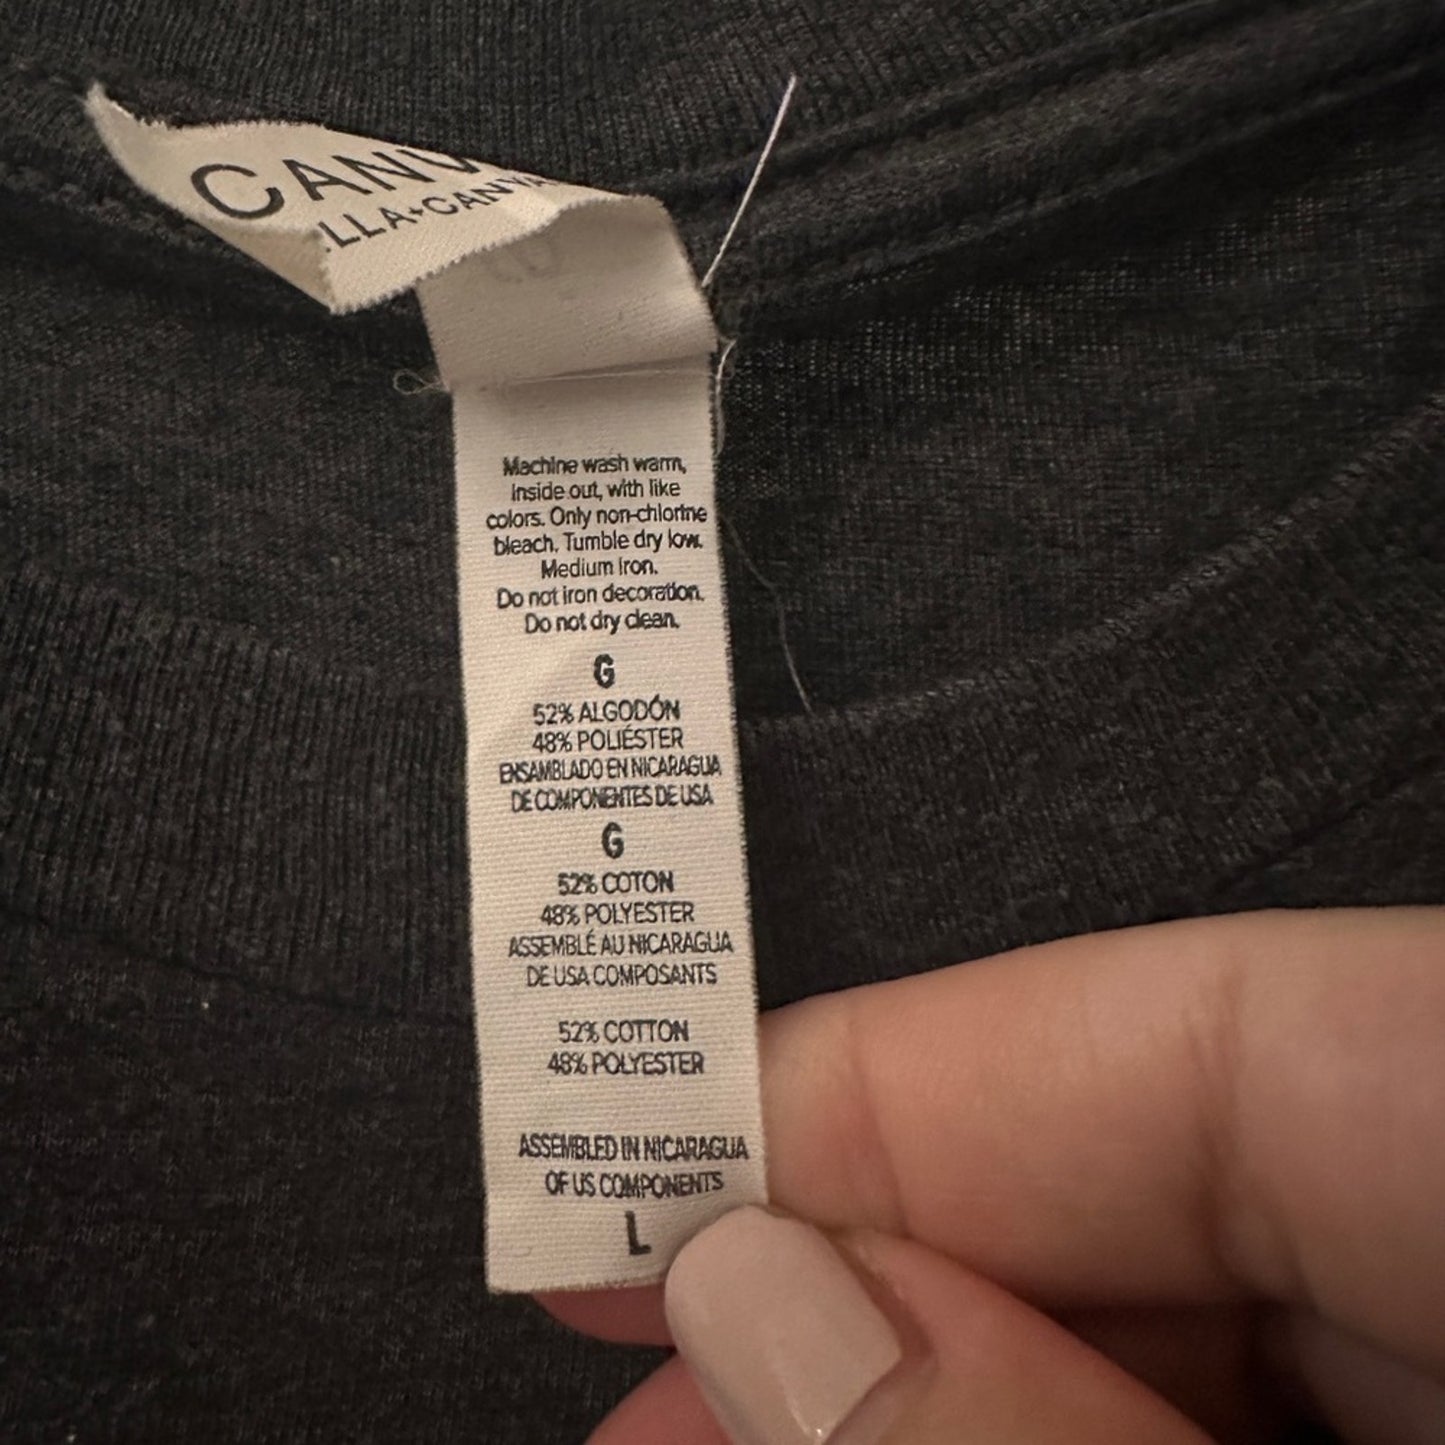 CANV
LLA+CANVA
Machine wash warm,
inside out, with like
colors. Only non-chlorine
bleach. Tumble dry low.
Medium iron.
Do not iron decoration.
Do not dry clean.
G
52% ALGODÓN
48% POLIÉSTER
ENSAMBLADO EN NICARAGUA
DE COMPONENTES DE USA
G
52% COTON
48% POLYESTER
ASSEMBLÉ AU NICARAGUA
DE USA COMPOSANTS
52% COTTON
48% POLYESTER
ASSEMBLED IN NICARAGUA
OF US COMPONENTS
L